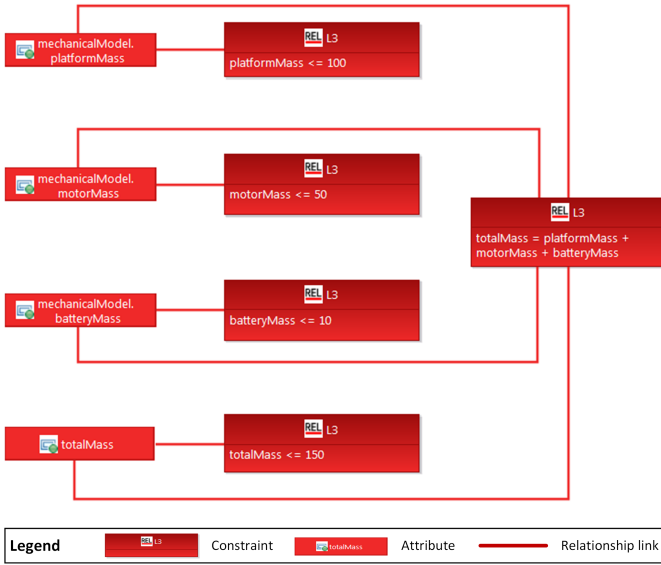 mechanicalModel.
platformMass
REL L3
platformMass <= 100
mechanicalModel.
motorMass
REL L3
motorMass <= 50
REL L3
totalMass = platformMass +
motorMass + batteryMass
mechanicalModel.
batteryMass
REL L3
batteryMass <= 10
totalMass
REL L3
totalMass <= 150
Legend
REL L3
Constraint
totalMass
Attribute
Relationship link